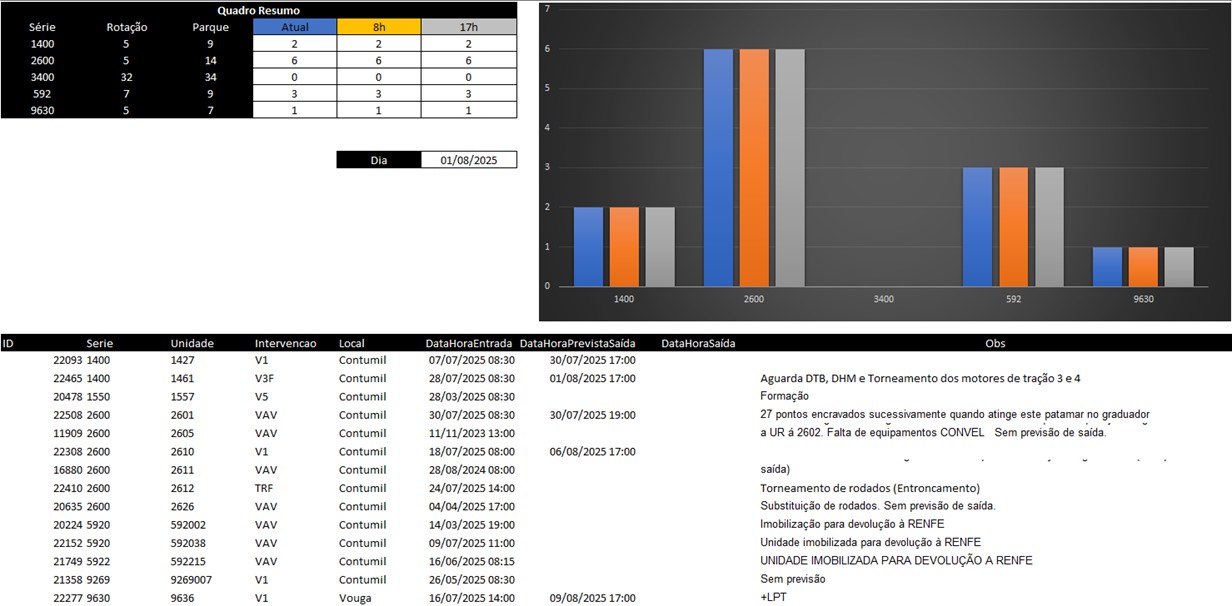 Quadro Resumo
Série Rotação Parque Atual 8h 17h
1400 5 9 2 2 2
2600 5 14 6 6 6
3400 32 34 0 0 0
592 7 9 3 3 3
9630 5 7 1 1 1
Dia 01/08/2025
7
6
5
4
3
2
1
0
1400 2600 3400 592 9630
ID Serie Unidade Intervencao Local DataHoraEntrada DataHoraPrevistaSaída DataHoraSaída Obs
22093 1400 1427 V1 Contumil 07/07/2025 08:30 30/07/2025 17:00
22465 1400 1461 V3F Contumil 28/07/2025 08:30 01/08/2025 17:00 Aguarda DTB, DHM e Torneamento dos motores de tração 3 e 4
20478 1550 1557 V5 Contumil 28/03/2025 08:30 Formação
22508 2600 2601 VAV Contumil 30/07/2025 08:30 30/07/2025 19:00 27 pontos encravados sucessivamente quando atinge este patamar no graduador
11909 2600 2605 VAV Contumil 11/11/2023 13:00 a UR á 2602. Falta de equipamentos CONVEL Sem previsão de saída.
22308 2600 2610 V1 Contumil 18/07/2025 08:00 06/08/2025 17:00
16880 2600 2611 VAV Contumil 28/08/2024 08:00 saída)
22410 2600 2612 TRF Contumil 24/07/2025 14:00 Torneamento de rodados (Entroncamento)
20635 2600 2626 VAV Contumil 04/04/2025 17:00 Substituição de rodados. Sem previsão de saída.
20224 5920 592002 VAV Contumil 14/03/2025 19:00 Imobilização para devolução à RENFE
22152 5920 592038 VAV Contumil 09/07/2025 11:00 Unidade imobilizada para devolução à RENFE
21749 5922 592215 VAV Contumil 16/06/2025 08:15 UNIDADE IMOBILIZADA PARA DEVOLUÇÃO A RENFE
21358 9269 9269007 V1 Contumil 26/05/2025 08:30 Sem previsão
22277 9630 9636 V1 Vouga 16/07/2025 14:00 09/08/2025 17:00 +LPT